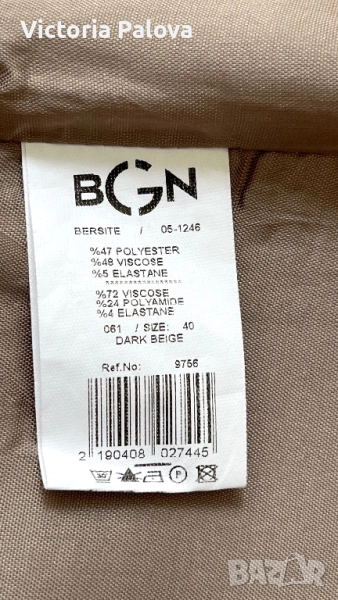 Victoria Palova
BGN
BERSITE / 05-1246
%47 POLYESTER
%48 VISCOSE
%5 ELASTANE
%72 VISCOSE
%24 POLYAMIDE
%4 ELASTANE
061 / SIZE: 40
DARK BEIGE
Ref.No: 9756
2 190408 027445
P
BAZAR